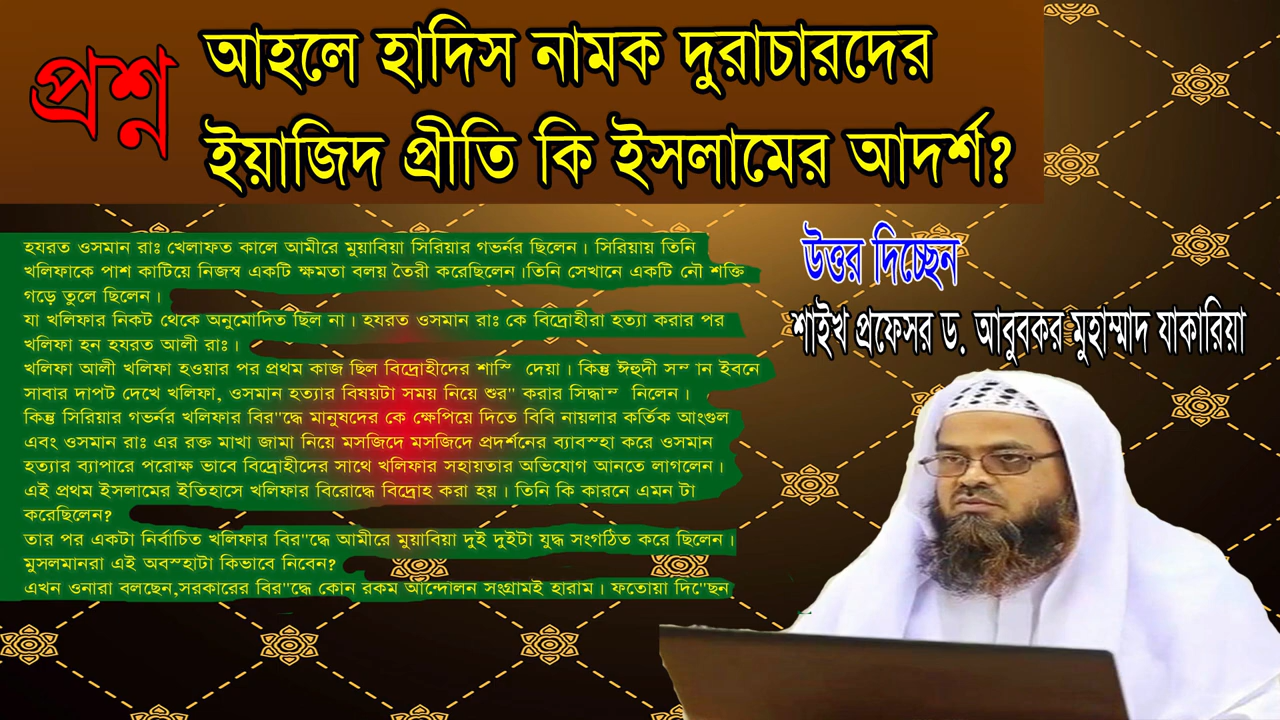 প্রশ্ন
আহলে হাদিস নামক দুরাচারদের
ইয়াজিদ প্রীতি কি ইসলামের আদর্শ?
হযরত ওসমান রাঃ খেলাফত কালে আমীরে মুয়াবিয়া সিরিয়ার গভর্নর ছিলেন। সিরিয়ায় তিনি
খলিফাকে পাশ কাটিয়ে নিজস্ব একটি ক্ষমতা বলয় তৈরী করেছিলেন।তিনি সেখানে একটি নৌ শক্তি
গড়ে তুলে ছিলেন।
যা খলিফার নিকট থেকে অনুমোদিত ছিল না। হযরত ওসমান রাঃ কে বিদ্রোহীরা হত্যা করার পর
খলিফা হন হযরত আলী রাঃ।
খলিফা আলী খলিফা হওয়ার পর প্রথম কাজ ছিল বিদ্রোহীদের শাস্ি দেয়া। কিন্তু ঈহুদী সম্ ান ইবনে
সাবার দাপট দেখে খলিফা, ওসমান হত্যার বিষয়টা সময় নিয়ে শুর" করার সিদ্ধাস্ নিলেন।
কিন্তু সিরিয়ার গভর্নর খলিফার বির"দ্ধে মানুষদের কে ক্ষেপিয়ে দিতে বিবি নায়লার কর্তিক আংগুল
এবং ওসমান রাঃ এর রক্ত মাখা জামা নিয়ে মসজিদে মসজিদে প্রদর্শনের ব্যাবস্হা করে ওসমান
হত্যার ব্যাপারে পরোক্ষ ভাবে বিদ্রোহীদের সাথে খলিফার সহায়তার অভিযোগ আনতে লাগলেন।
এই প্রথম ইসলামের ইতিহাসে খলিফার বিরোদ্ধে বিদ্রোহ করা হয়। তিনি কি কারনে এমন টা
করেছিলেন?
তার পর একটা নির্বাচিত খলিফার বির"দ্ধে আমীরে মুয়াবিয়া দুই দুইটা যুদ্ধ সংগঠিত করে ছিলেন।
মুসলমানরা এই অবস্হাটা কিভাবে নিবেন?
এখন ওনারা বলছেন,সরকারের বির"দ্ধে কোন রকম আন্দোলন সংগ্রামই হারাম। ফতোয়া দিে"ছন
উত্তর দিচ্ছেন
শাইখ প্রফেসর ড. আবুবকর মুহাম্মাদ যাকারিয়া